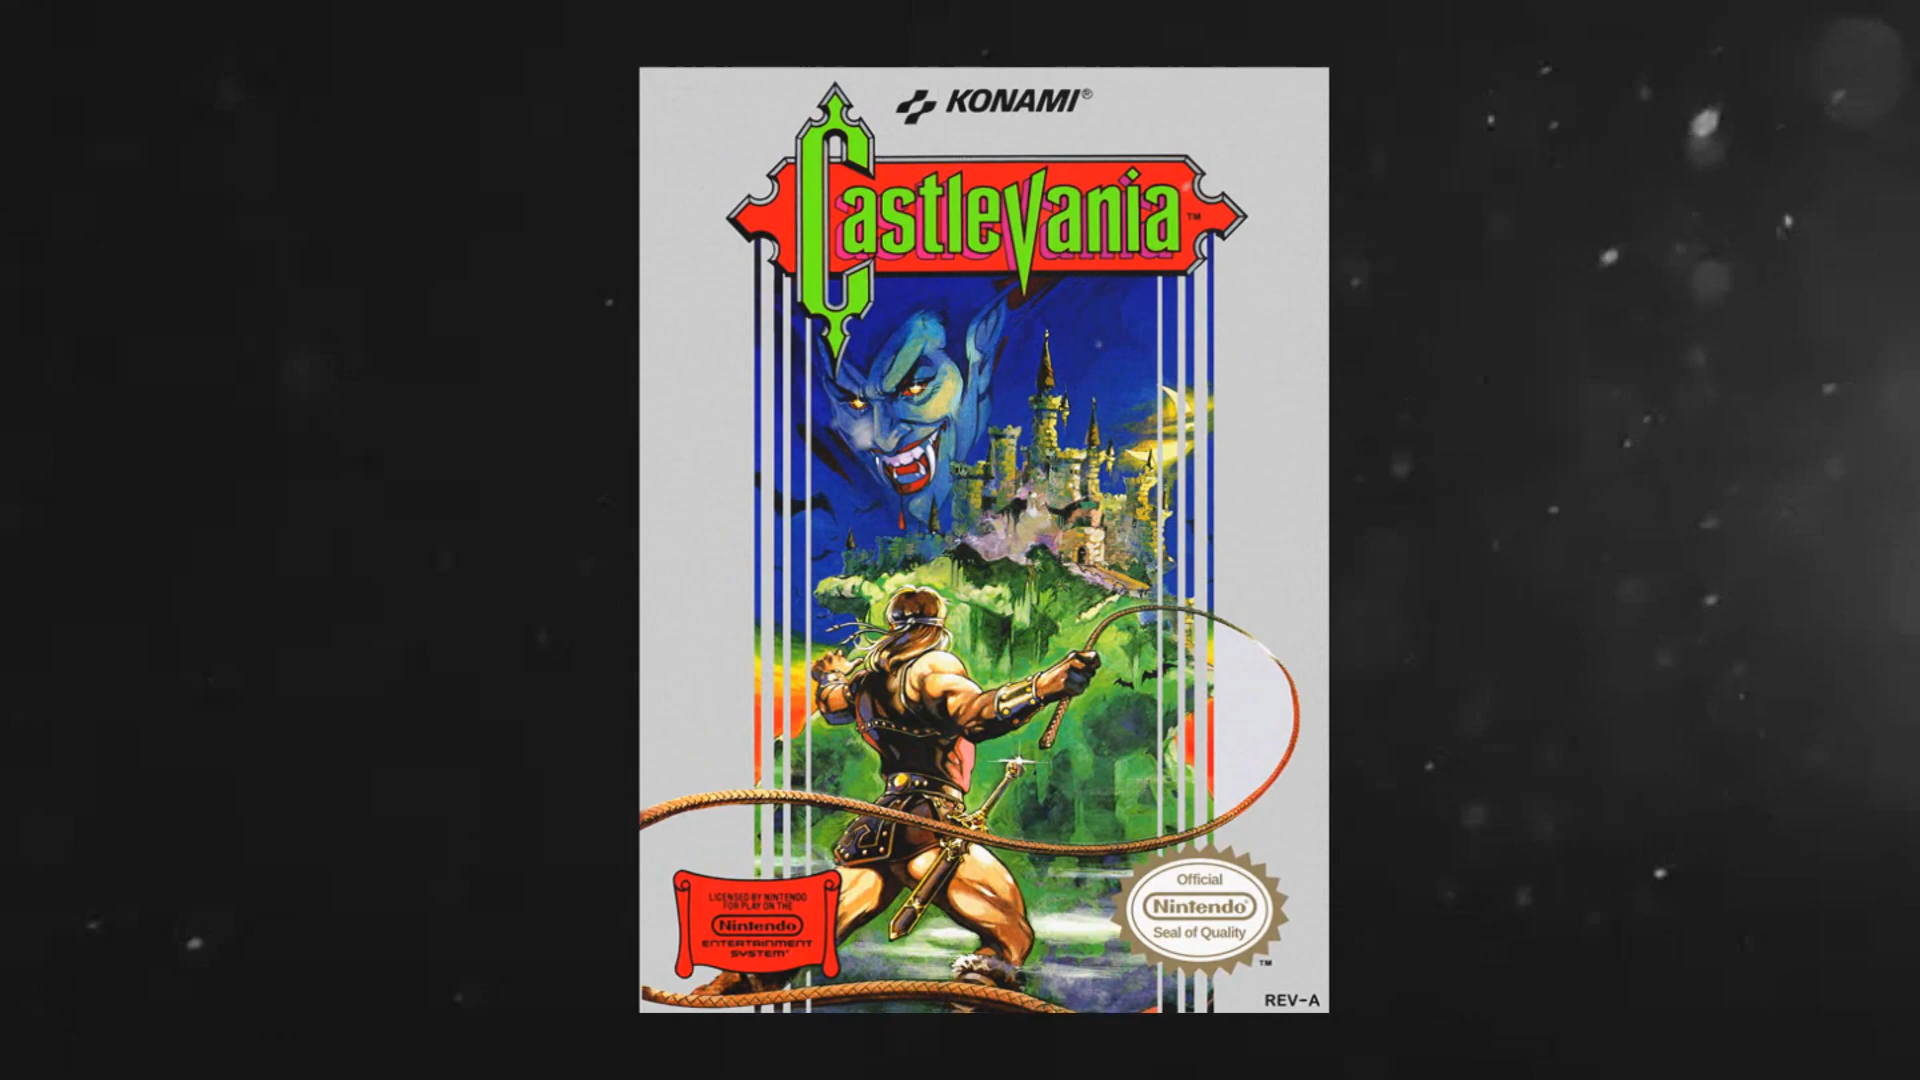 KONAMI®
Castlevania™
LICENSED BY NINTENDO
FOR PLAY ON THE
Nintendo
ENTERTAINMENT
SYSTEM®
Official
Nintendo®
Seal of Quality
TM
REV-A